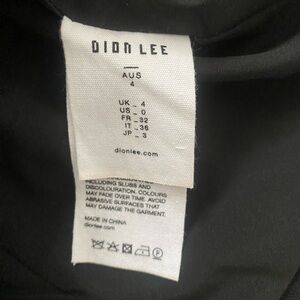 DION LEE
AUS
4
UK _ 4
US _ 0
FR _ 32
IT _ 36
JP _ 3
dionlee.com
INCLUDING SLUBS AND
DISCOLOURATION. COLOURS
MAY FADE OVER TIME. AVOID
ABRASIVE SURFACES THAT
MAY DAMAGE THE GARMENT.
MADE IN CHINA
dionlee.com